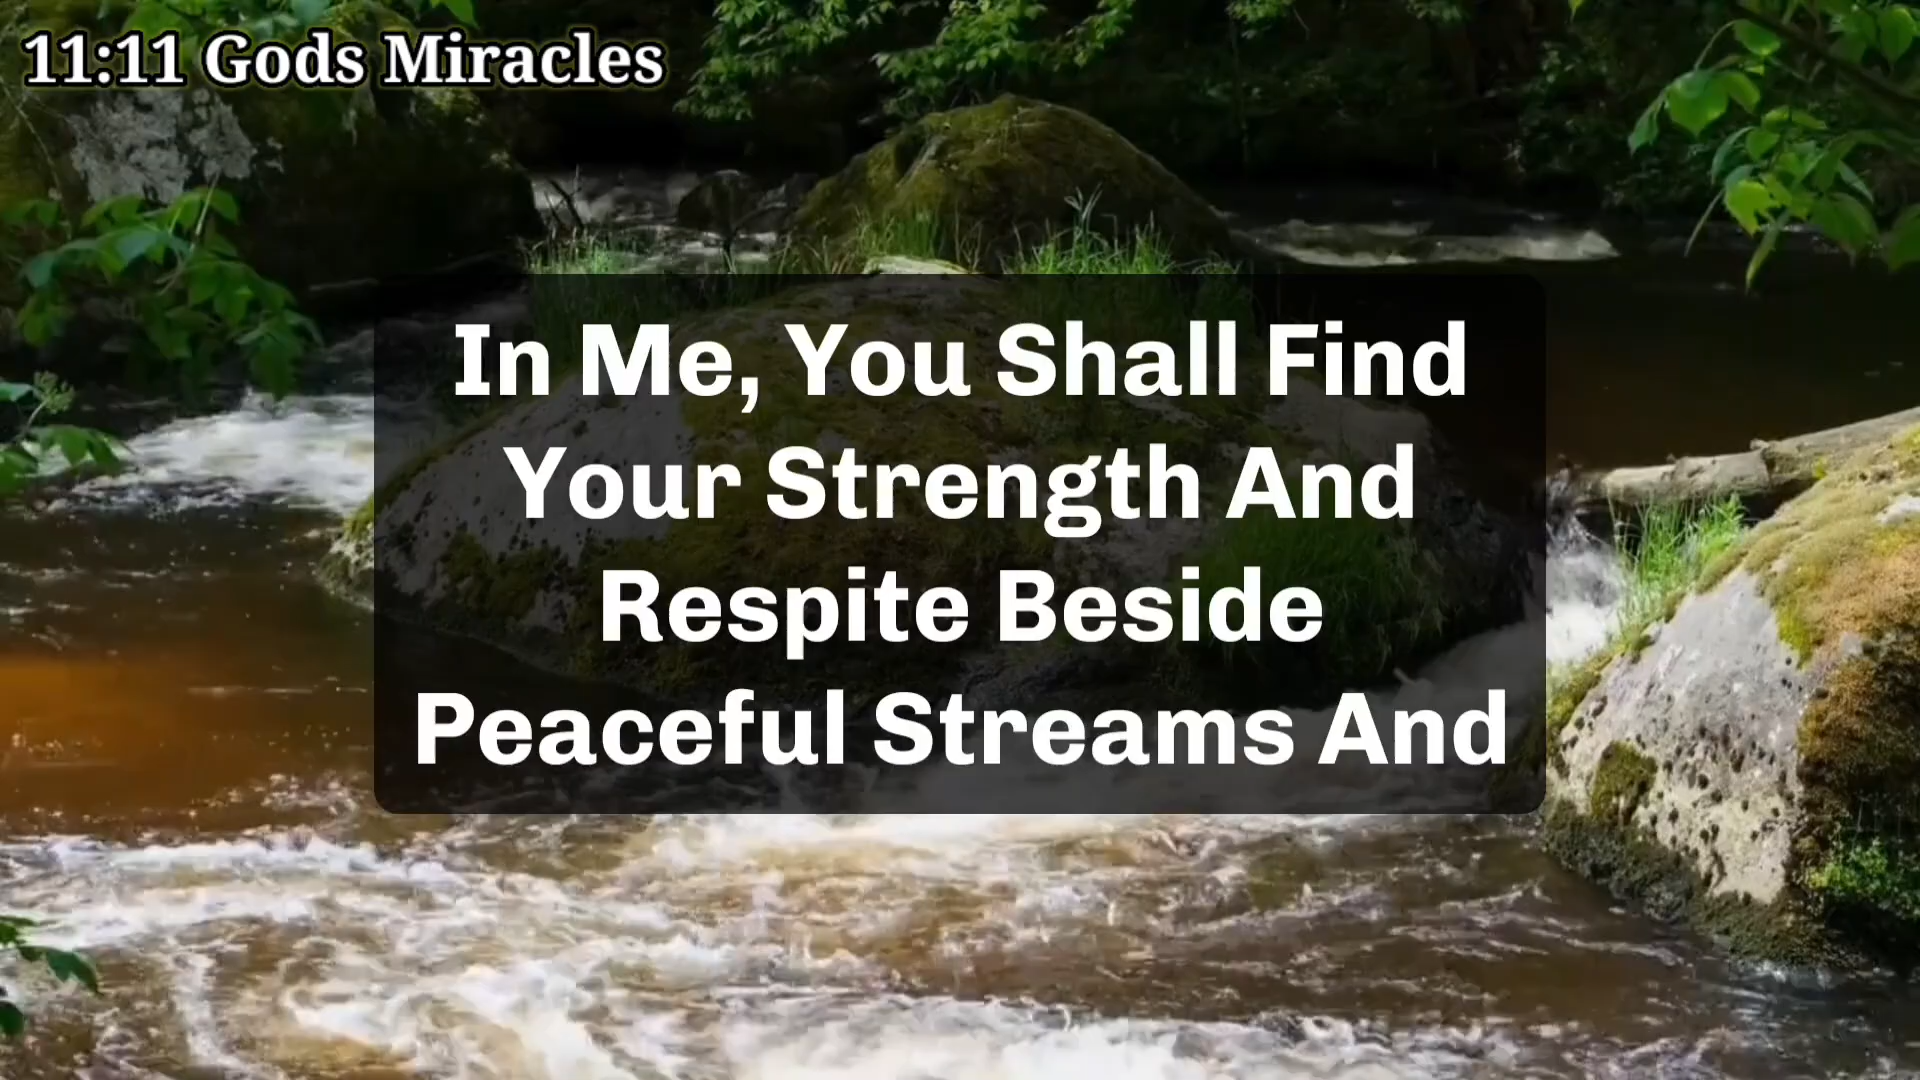 11:11 Gods Miracles
In Me, You Shall Find
Your Strength And
Respite Beside
Peaceful Streams And